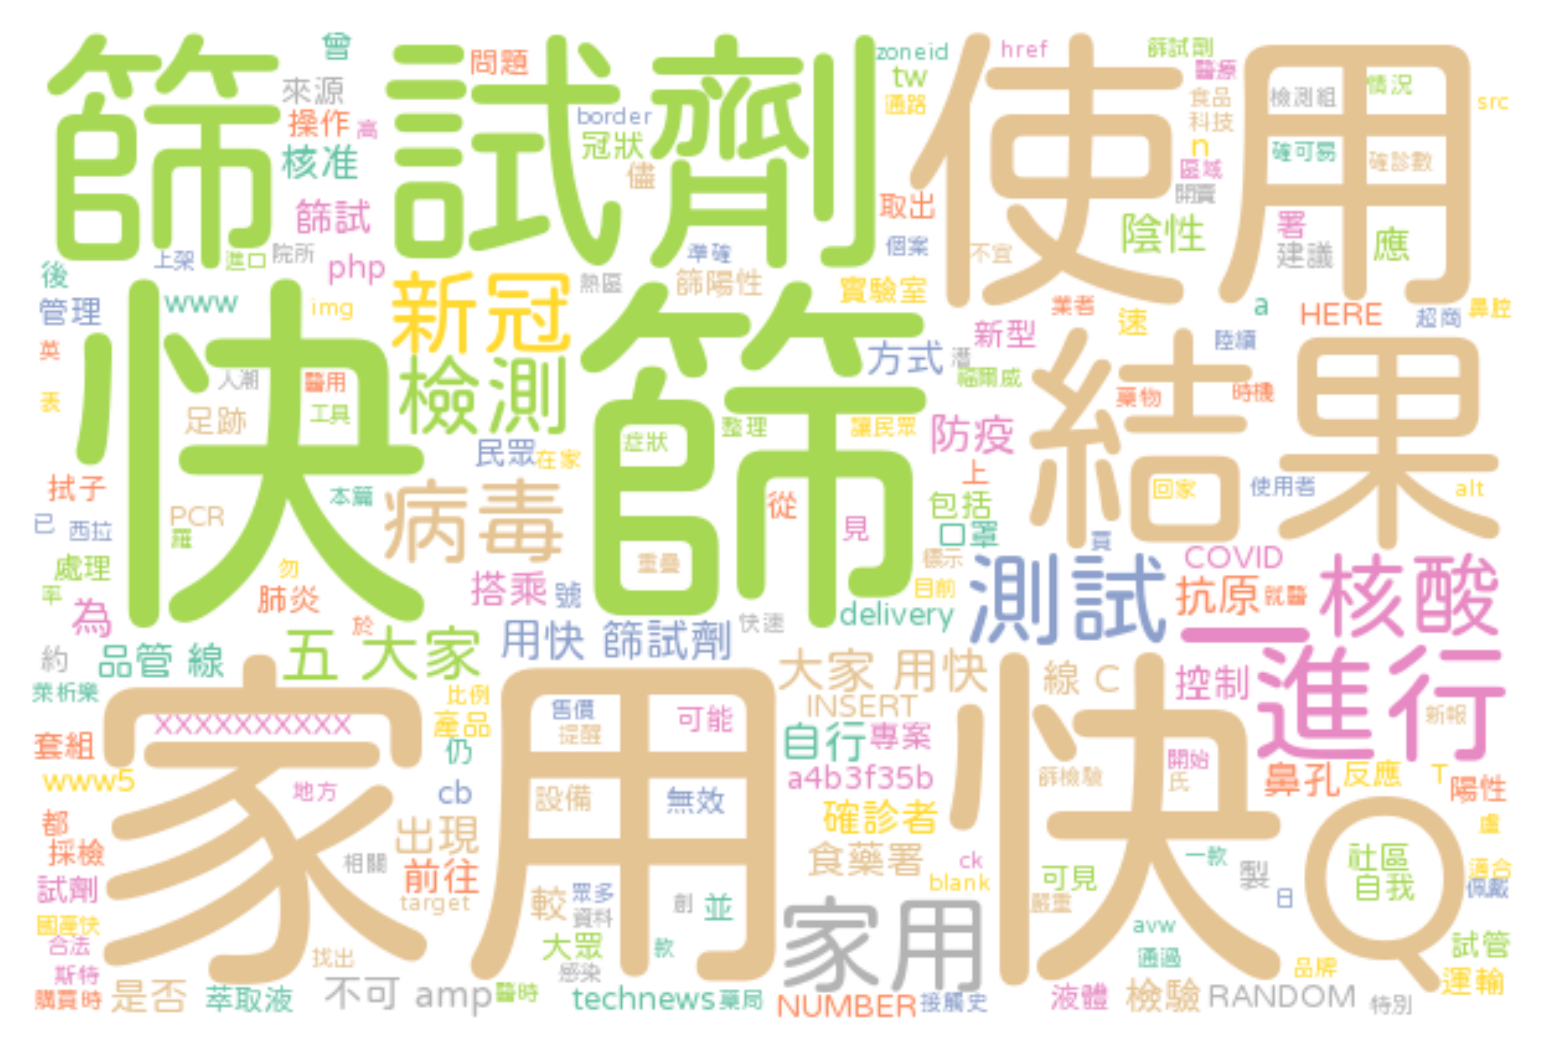 篩試劑
使用
快篩
結果
家用快
Q
新冠
檢測
病毒
測試
核酸
一
進行
家用
五
大家
用快
篩試劑
大家
用快
曾
來源
操作
高
核准
篩試
問題
border
冠狀
儘
zoneid
tw
通路
href
篩試劑
醫療
食品
科技
n
區域
開賣
檢測組
情況
src
確可易
確診數
取出
陰性
署
建議
應
個案
不宜
上架
進口
院所
php
後
管理
www
img
熱區
準確
篩陽性
實驗室
業者
速
a
HERE
超商
鼻腔
新型
方式
潛
福爾威
陸續
英
人潮
醫用
表
足跡
工具
藥物
時機
症狀
整理
讓民眾
防疫
民眾
在家
拭子
本篇
上
回家
使用者
alt
已
西拉
PCR
羅
從
見
包括
口罩
買
處理
勿
重疊
標示
COVID
率
肺炎
搭乘
號
目前
抗原
就醫
為
於
快速
delivery
約
品管
線
萊析樂
比例
INSERT
線
C
控制
XXXXXXXXXX
產品
售價
提醒
可能
自行
專案
新報
套組
仍
開始
www5
地方
cb
設備
無效
a4b3f35b
篩檢驗
氏
鼻孔
反應
T
陽性
都
出現
確診者
盧
採檢
相關
前往
食藥署
ck
一款
製
社區
自我
適合
試劑
target
較
眾多
資料
創
並
blank
可見
嚴重
日
佩戴
國產快
合法
大眾
款
avw
試管
斯特
找出
感染
通過
品牌
運輸
購買時
是否
萃取液
不可
amp
醫時
technews
藥局
NUMBER
接觸史
液體
檢驗
RANDOM
特別